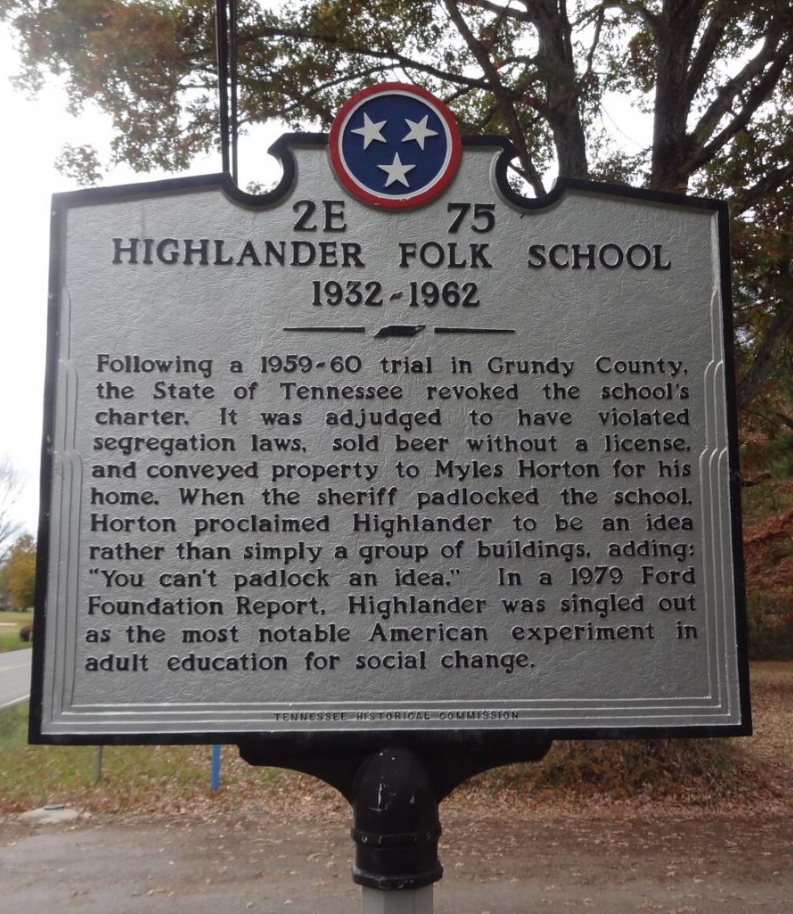 2E 75
HIGHLANDER FOLK SCHOOL
1932-1962
Following a 1959-60 trial in Grundy County,
the State of Tennessee revoked the school's
charter. It was adjudged to have violated
segregation laws, sold beer without a license,
and conveyed property to Myles Horton for his
home. When the sheriff padlocked the school,
Horton proclaimed Highlander to be an idea
rather than simply a group of buildings, adding:
"You can't padlock an idea." In a 1979 Ford
Foundation Report, Highlander was singled out
as the most notable American experiment in
adult education for social change.
TENNESSEE HISTORICAL COMMISSION